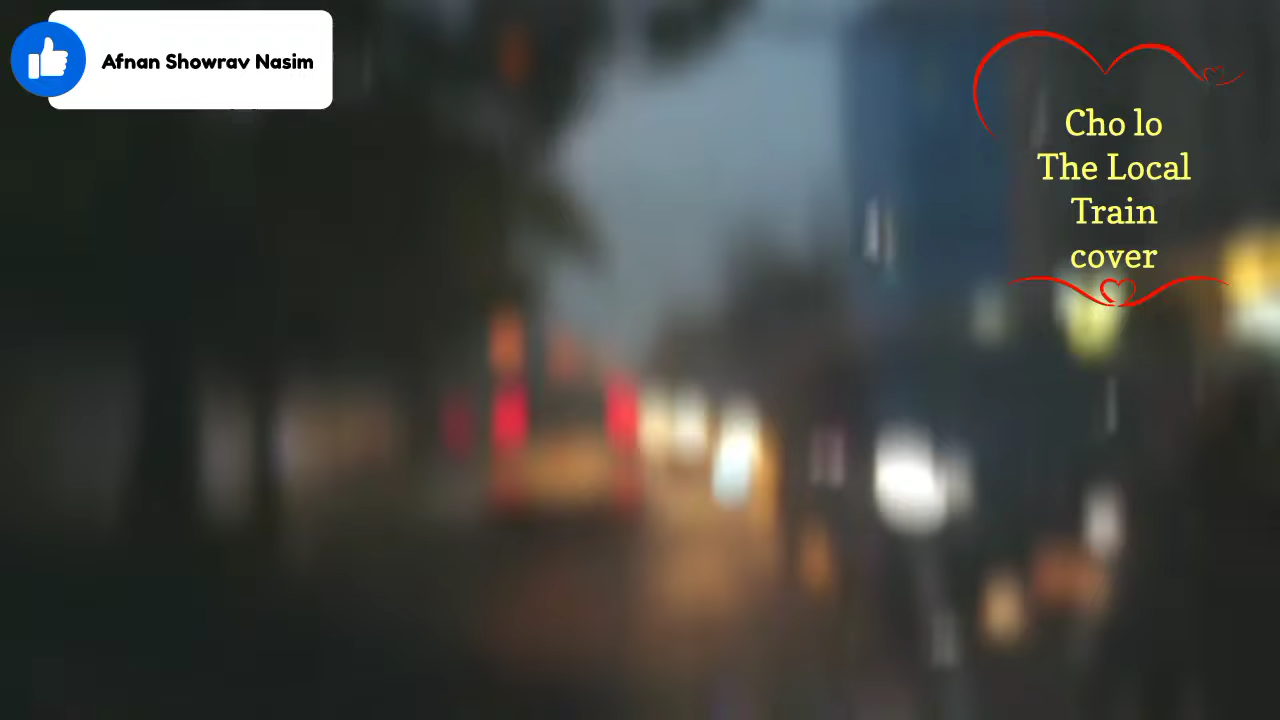 Afnan Showrav Nasim
Cho lo
The Local
Train
cover